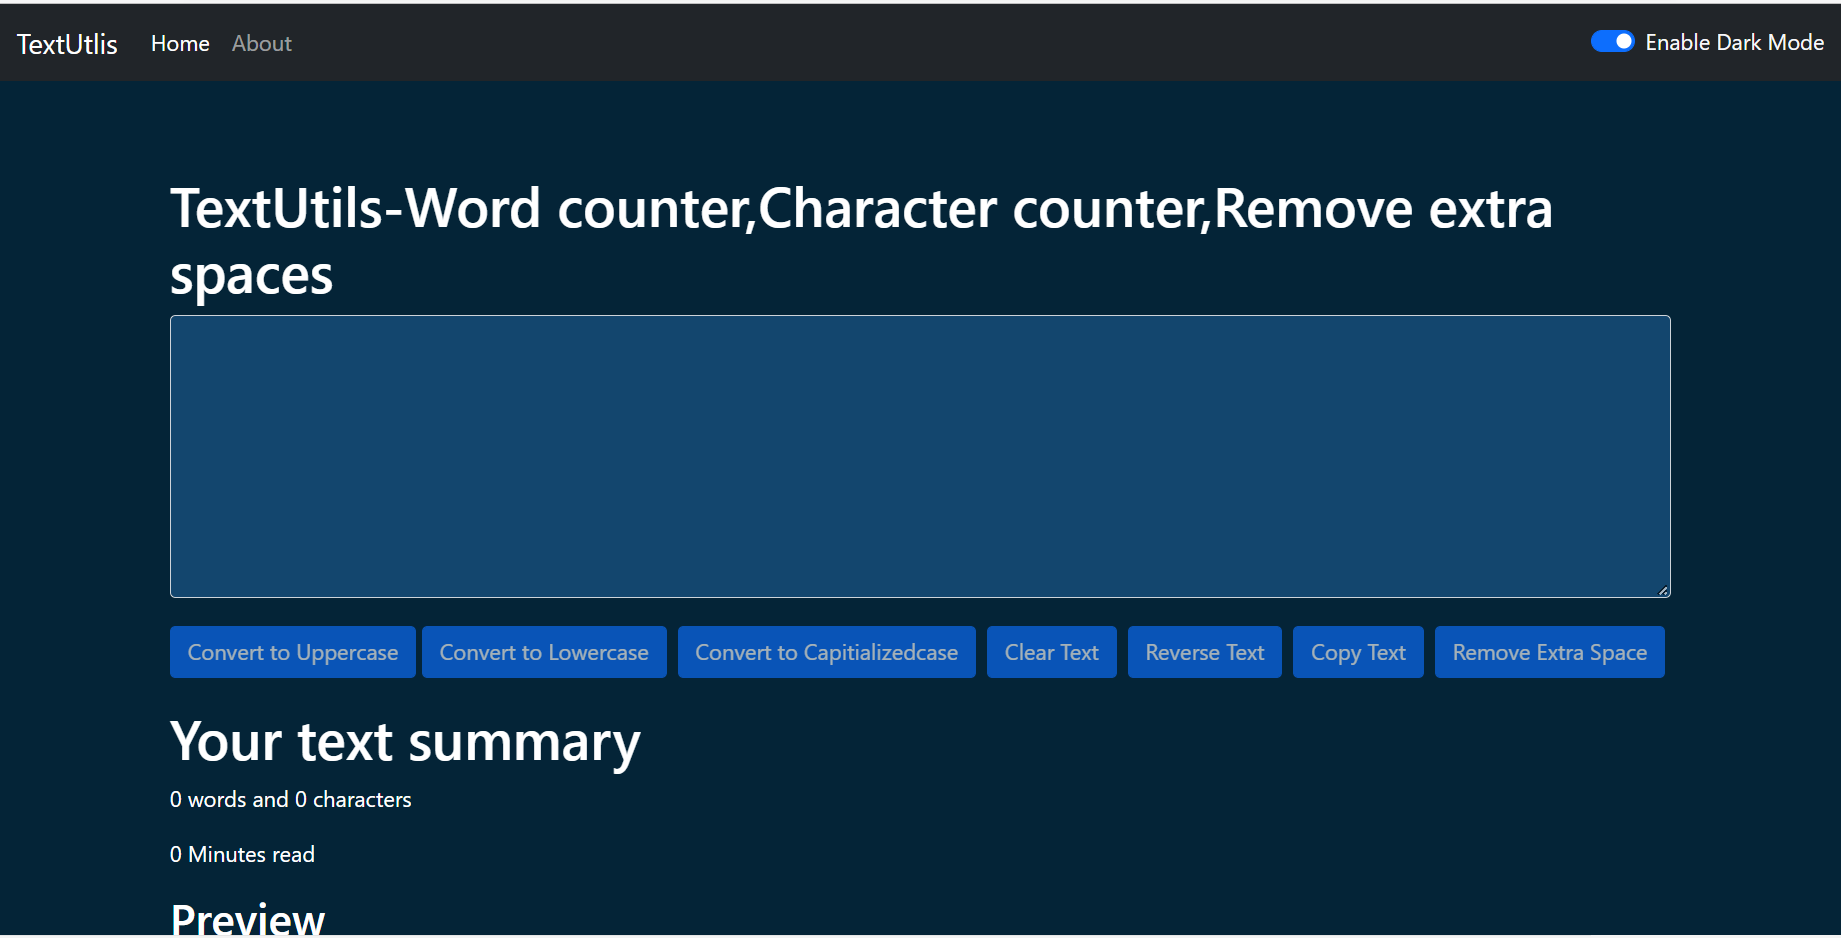 TextUtlis Home About Enable Dark Mode
TextUtils-Word counter,Character counter,Remove extra
spaces
Convert to Uppercase Convert to Lowercase Convert to Capitializedcase Clear Text Reverse Text Copy Text Remove Extra Space
Your text summary
0 words and 0 characters
0 Minutes read
Preview